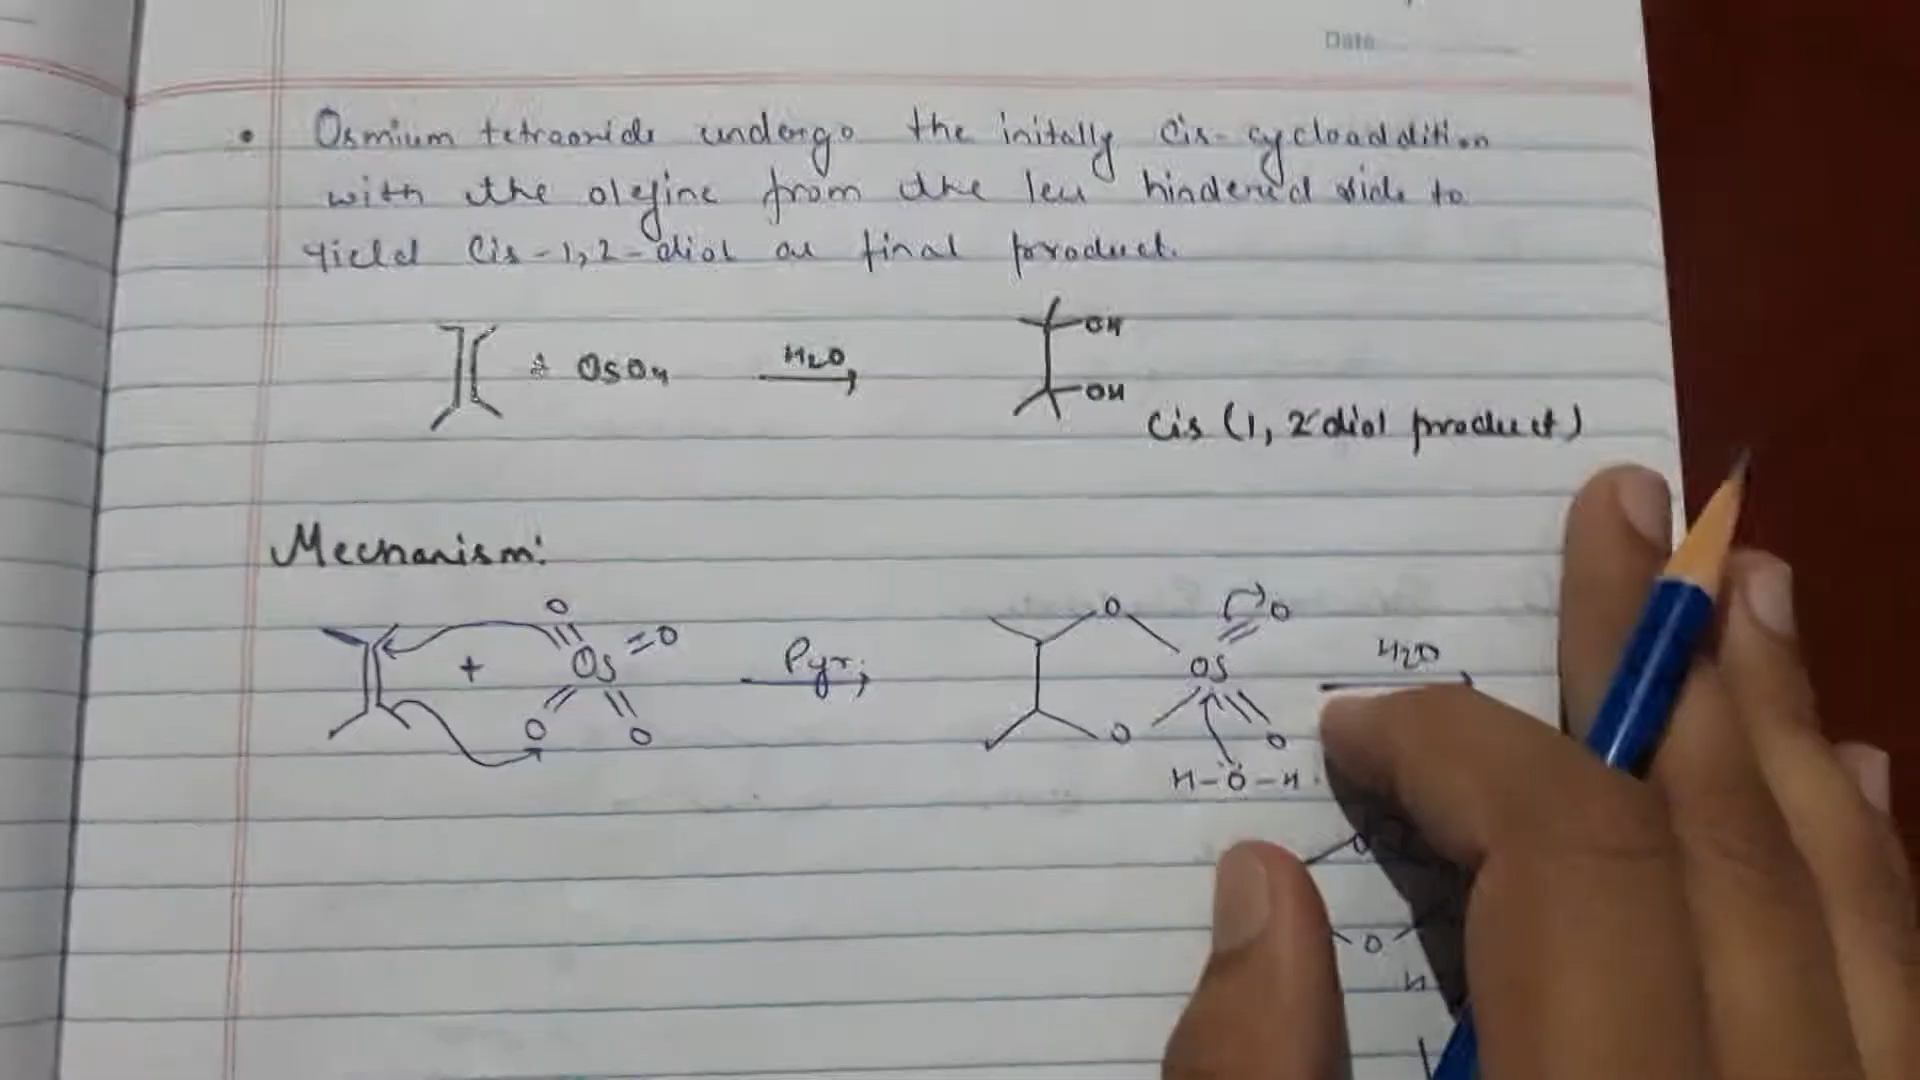 Date
• Osmium tetraoxide undergo the initally Cis-cycloaddition
with the olefine from the less hindered side to
yield Cis-1,2-diol as final product.
+ OsO4 H2O OH
OH
Cis (1, 2 diol product)
Mechanism:
O =O + Os O O Pyr; O O Os O O H2O
H-Ö-H
O
O
H